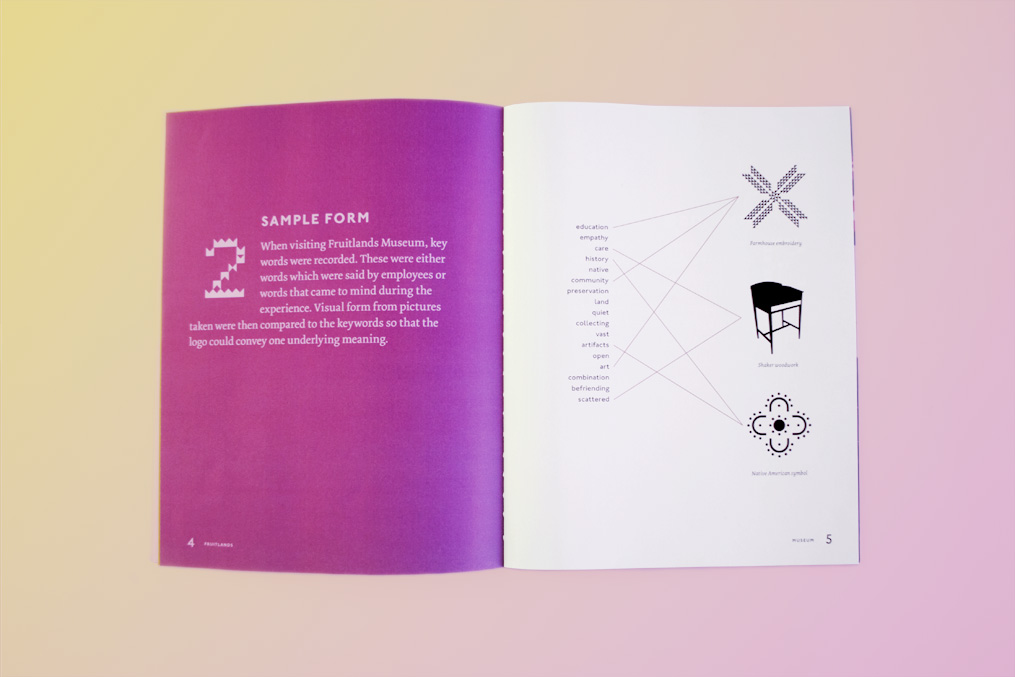 SAMPLE FORM
2
When visiting Fruitlands Museum, key
words were recorded. These were either
words which were said by employees or
words that came to mind during the
experience. Visual form from pictures
taken were then compared to the keywords so that the
logo could convey one underlying meaning.
4 FRUITLANDS
education
empathy
care
history
native
community
preservation
land
quiet
collecting
vast
artifacts
open
art
combination
befriending
scattered
Farmhouse embroidery
Shaker woodwork
Native American symbol
MUSEUM 5